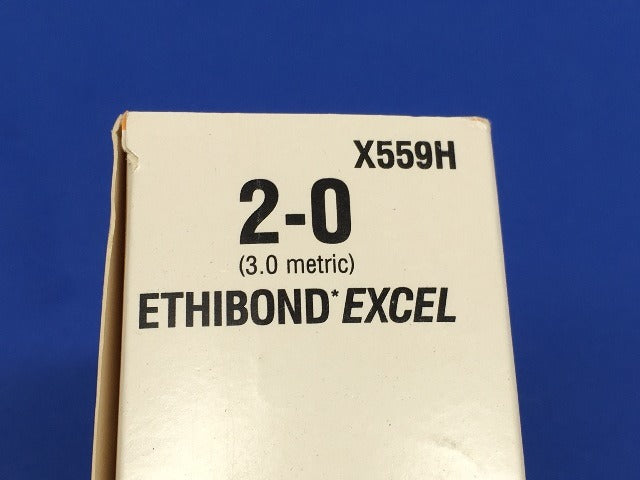 X559H
2-0
(3.0 metric)
ETHIBOND* EXCEL